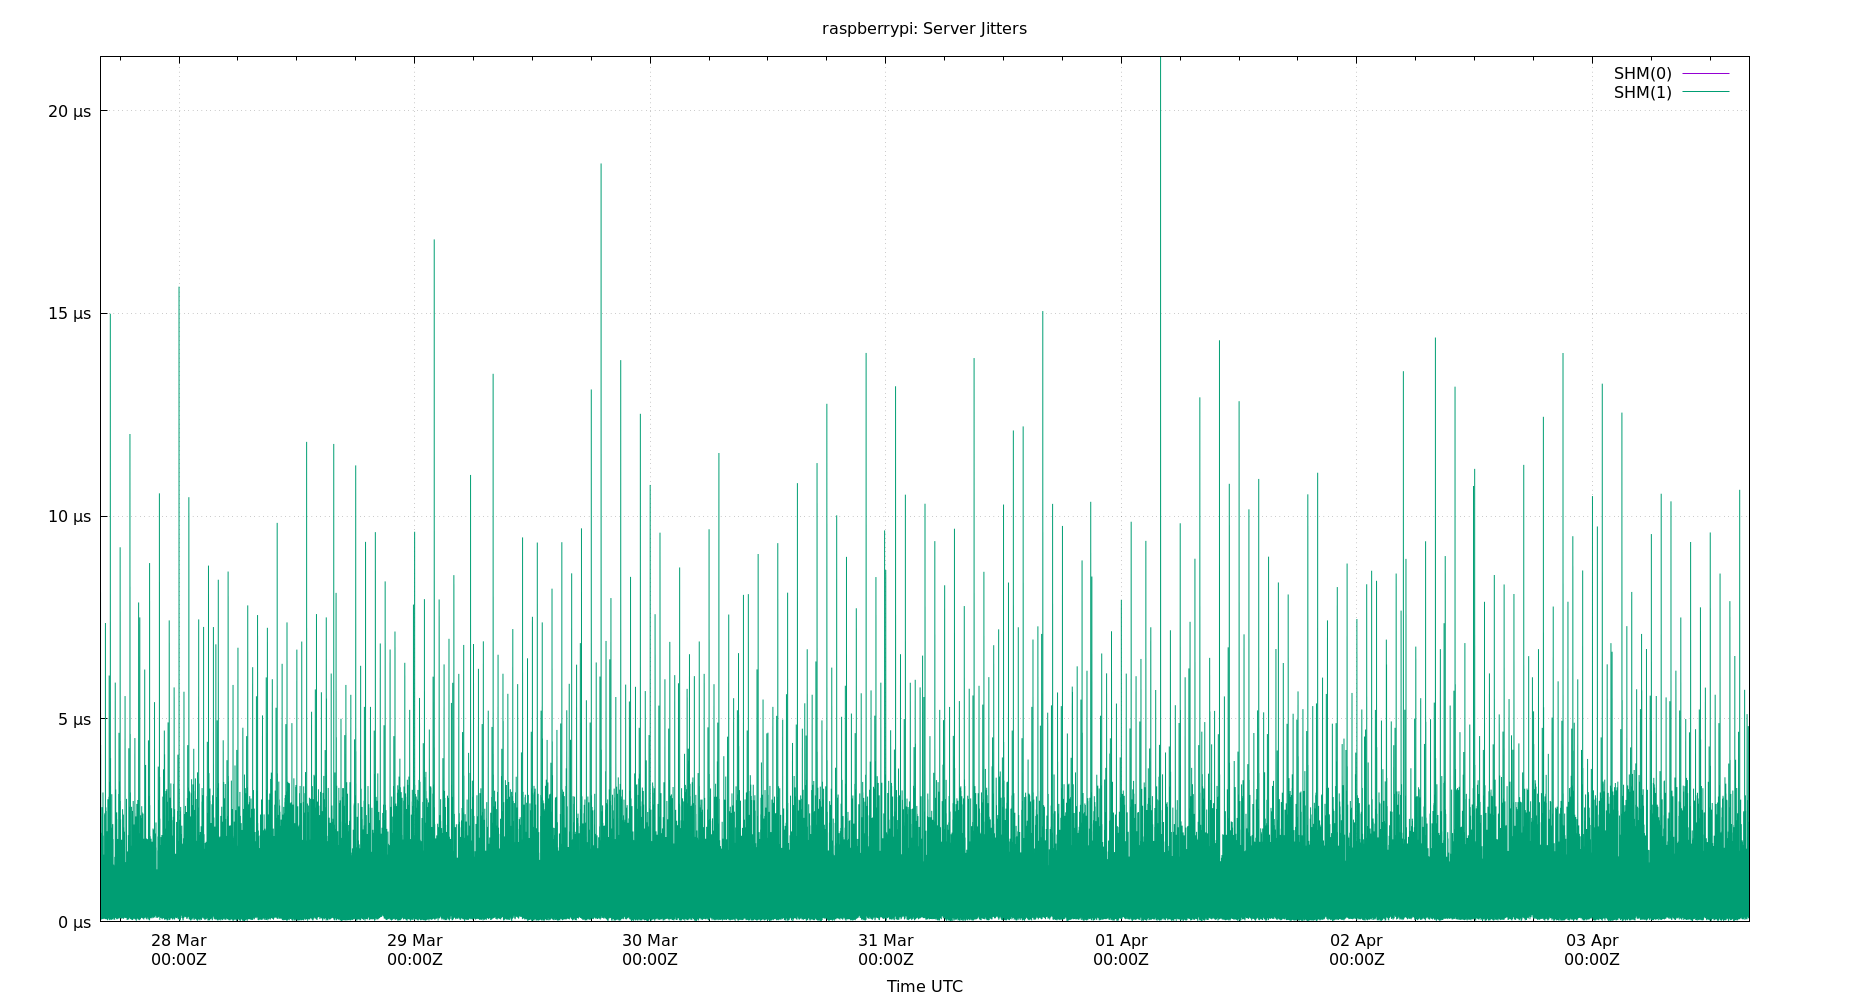 raspberrypi: Server Jitters
SHM(0)
SHM(1)
20 µs
15 µs
10 µs
5 µs
0 µs
28 Mar 29 Mar 30 Mar 31 Mar 01 Apr 02 Apr 03 Apr
00:00Z 00:00Z 00:00Z 00:00Z 00:00Z 00:00Z 00:00Z
Time UTC